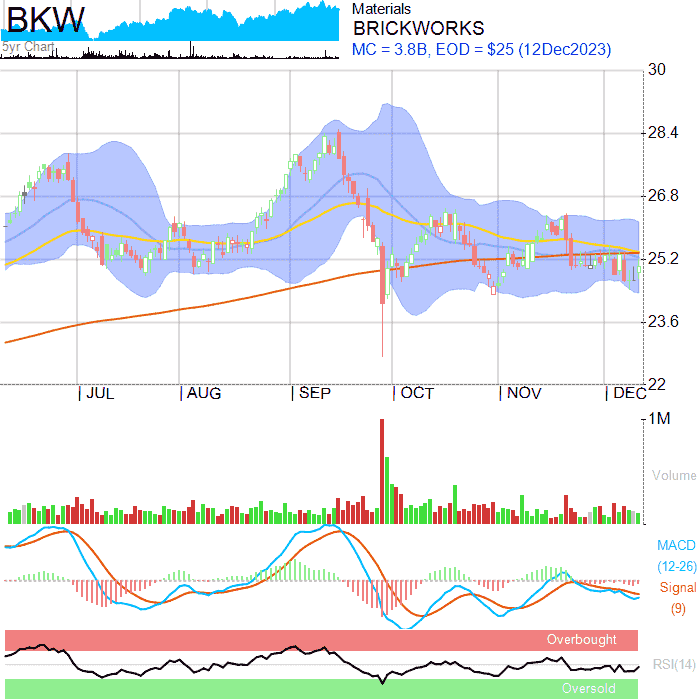 BKW
5yr Chart
Materials
BRICKWORKS
MC = 3.8B, EOD = $25 (12Dec2023)
30
28.4
26.8
25.2
23.6
22
JUL
AUG
SEP
OCT
NOV
DEC
1M
Volume
MACD
(12-26)
Signal
(9)
Overbought
RSI(14)
Oversold